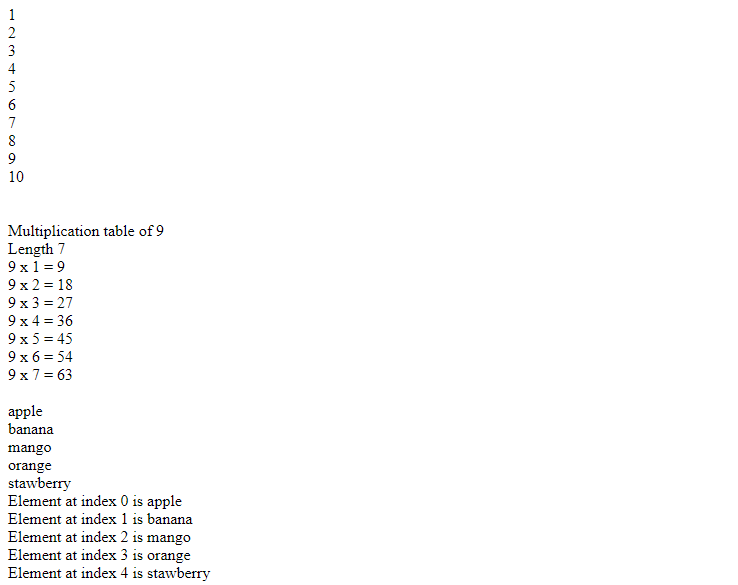 1
2
3
4
5
6
7
8
9
10
Multiplication table of 9
Length 7
9 x 1 = 9
9 x 2 = 18
9 x 3 = 27
9 x 4 = 36
9 x 5 = 45
9 x 6 = 54
9 x 7 = 63
apple
banana
mango
orange
stawberry
Element at index 0 is apple
Element at index 1 is banana
Element at index 2 is mango
Element at index 3 is orange
Element at index 4 is stawberry